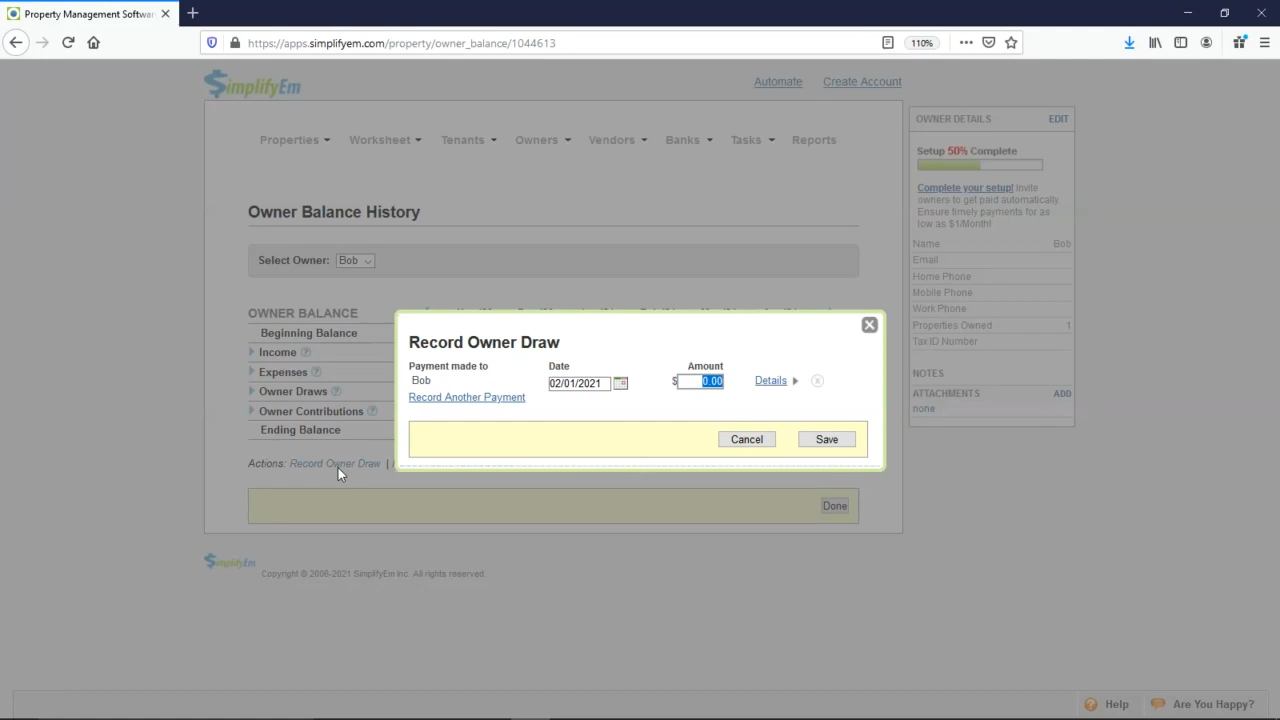 Property Management Softwar
https://apps.simplifyem.com/property/owner_balance/1044613
110%
SimplifyEm
Automate
Create Account
Properties
Worksheet
Tenants
Owners
Vendors
Banks
Tasks
Reports
Owner Balance History
Select Owner: Bob
OWNER BALANCE
Beginning Balance
Income ?
Expenses ?
Owner Draws ?
Owner Contributions ?
Ending Balance
Actions: Record Owner Draw |
Done
Record Owner Draw
Payment made to Date Amount
Bob 02/01/2021 $ 0.00 Details
Record Another Payment
Cancel Save
OWNER DETAILS EDIT
Setup 50% Complete
Complete your setup! Invite
owners to get paid automatically.
Ensure timely payments for as
low as $1/Month!
Name Bob
Email
Home Phone
Mobile Phone
Work Phone
Properties Owned 1
Tax ID Number
NOTES
ATTACHMENTS ADD
none
SimplifyEm
Copyright © 2006-2021 SimplifyEm Inc. All rights reserved.
? Help
Are You Happy?